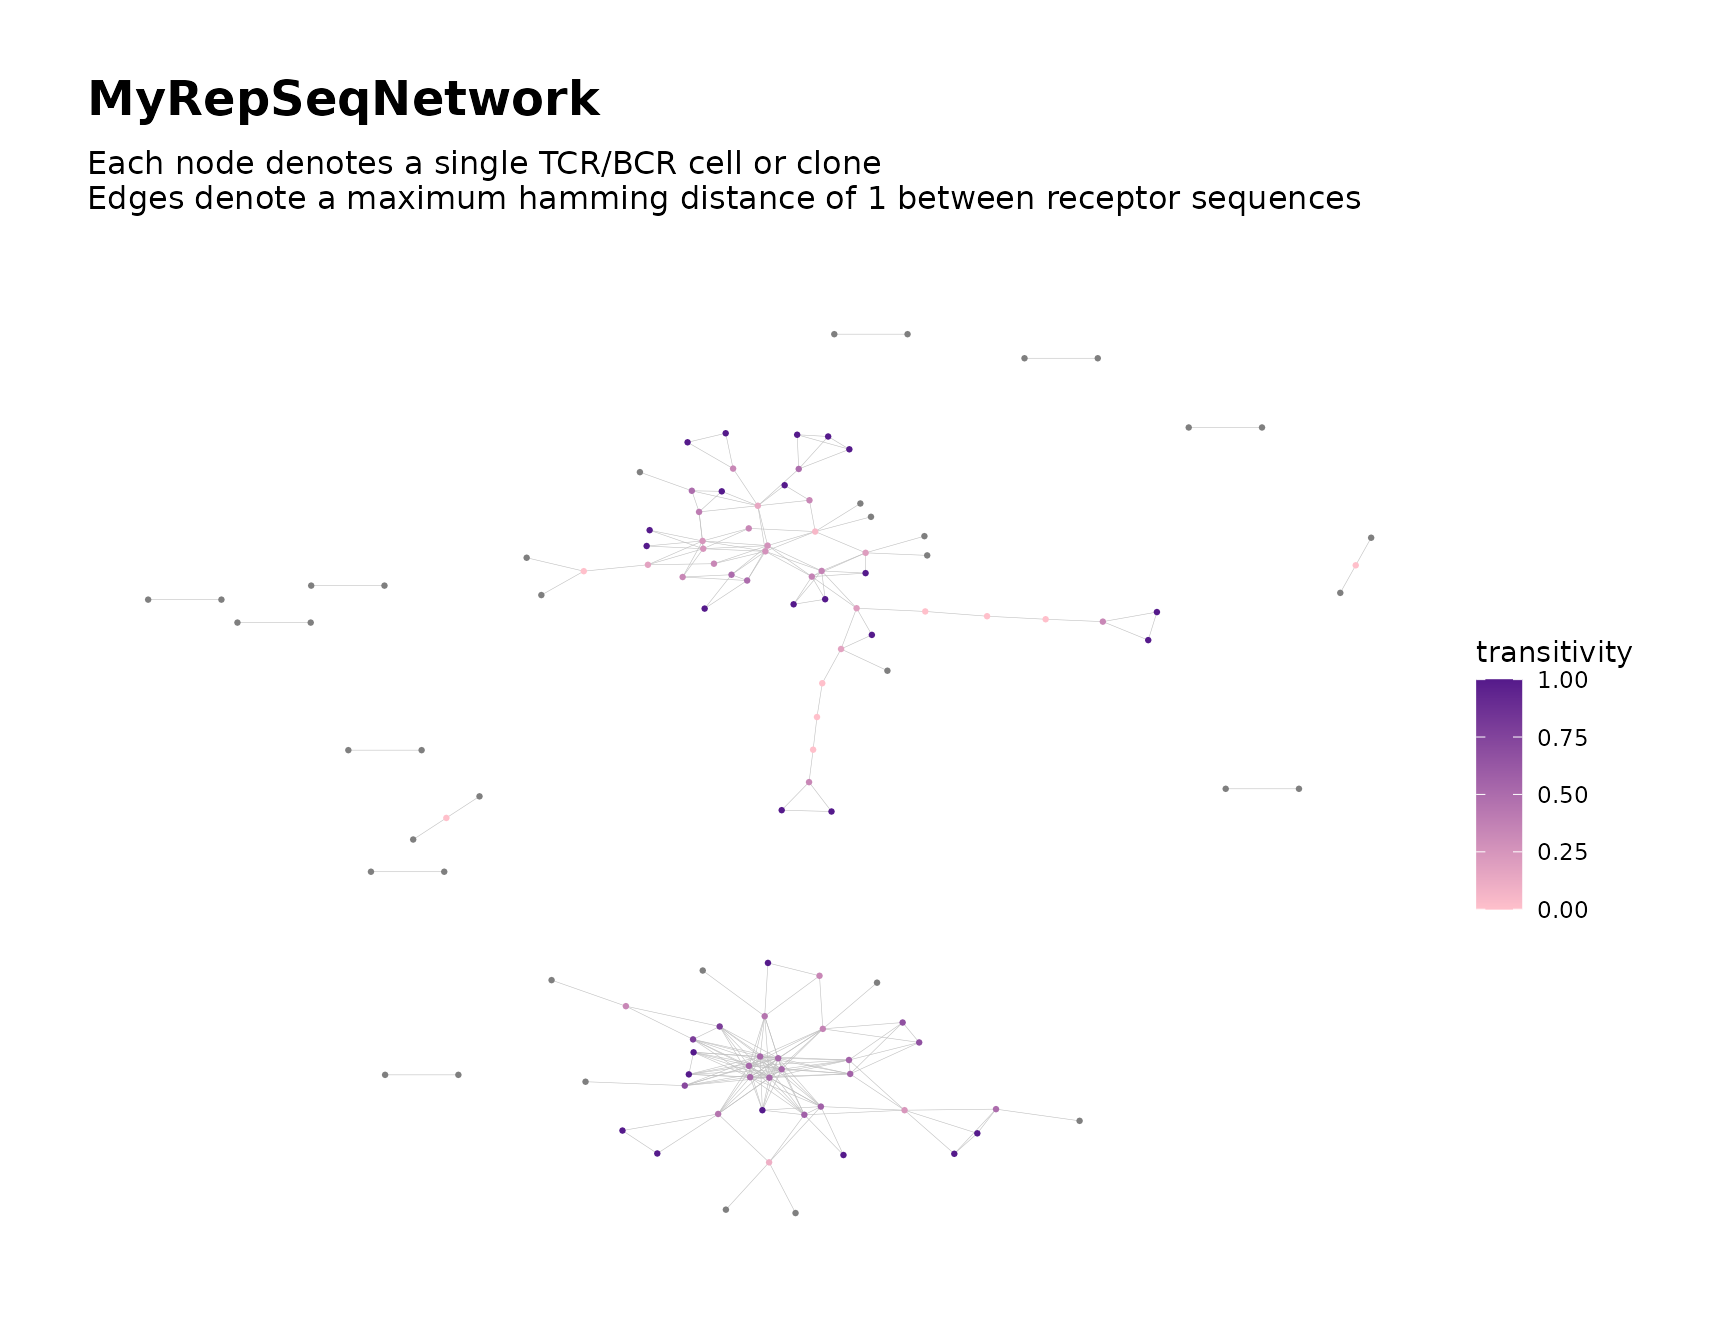 MyRepSeqNetwork
Each node denotes a single TCR/BCR cell or clone
Edges denote a maximum hamming distance of 1 between receptor sequences
transitivity
1.00
0.75
0.50
0.25
0.00